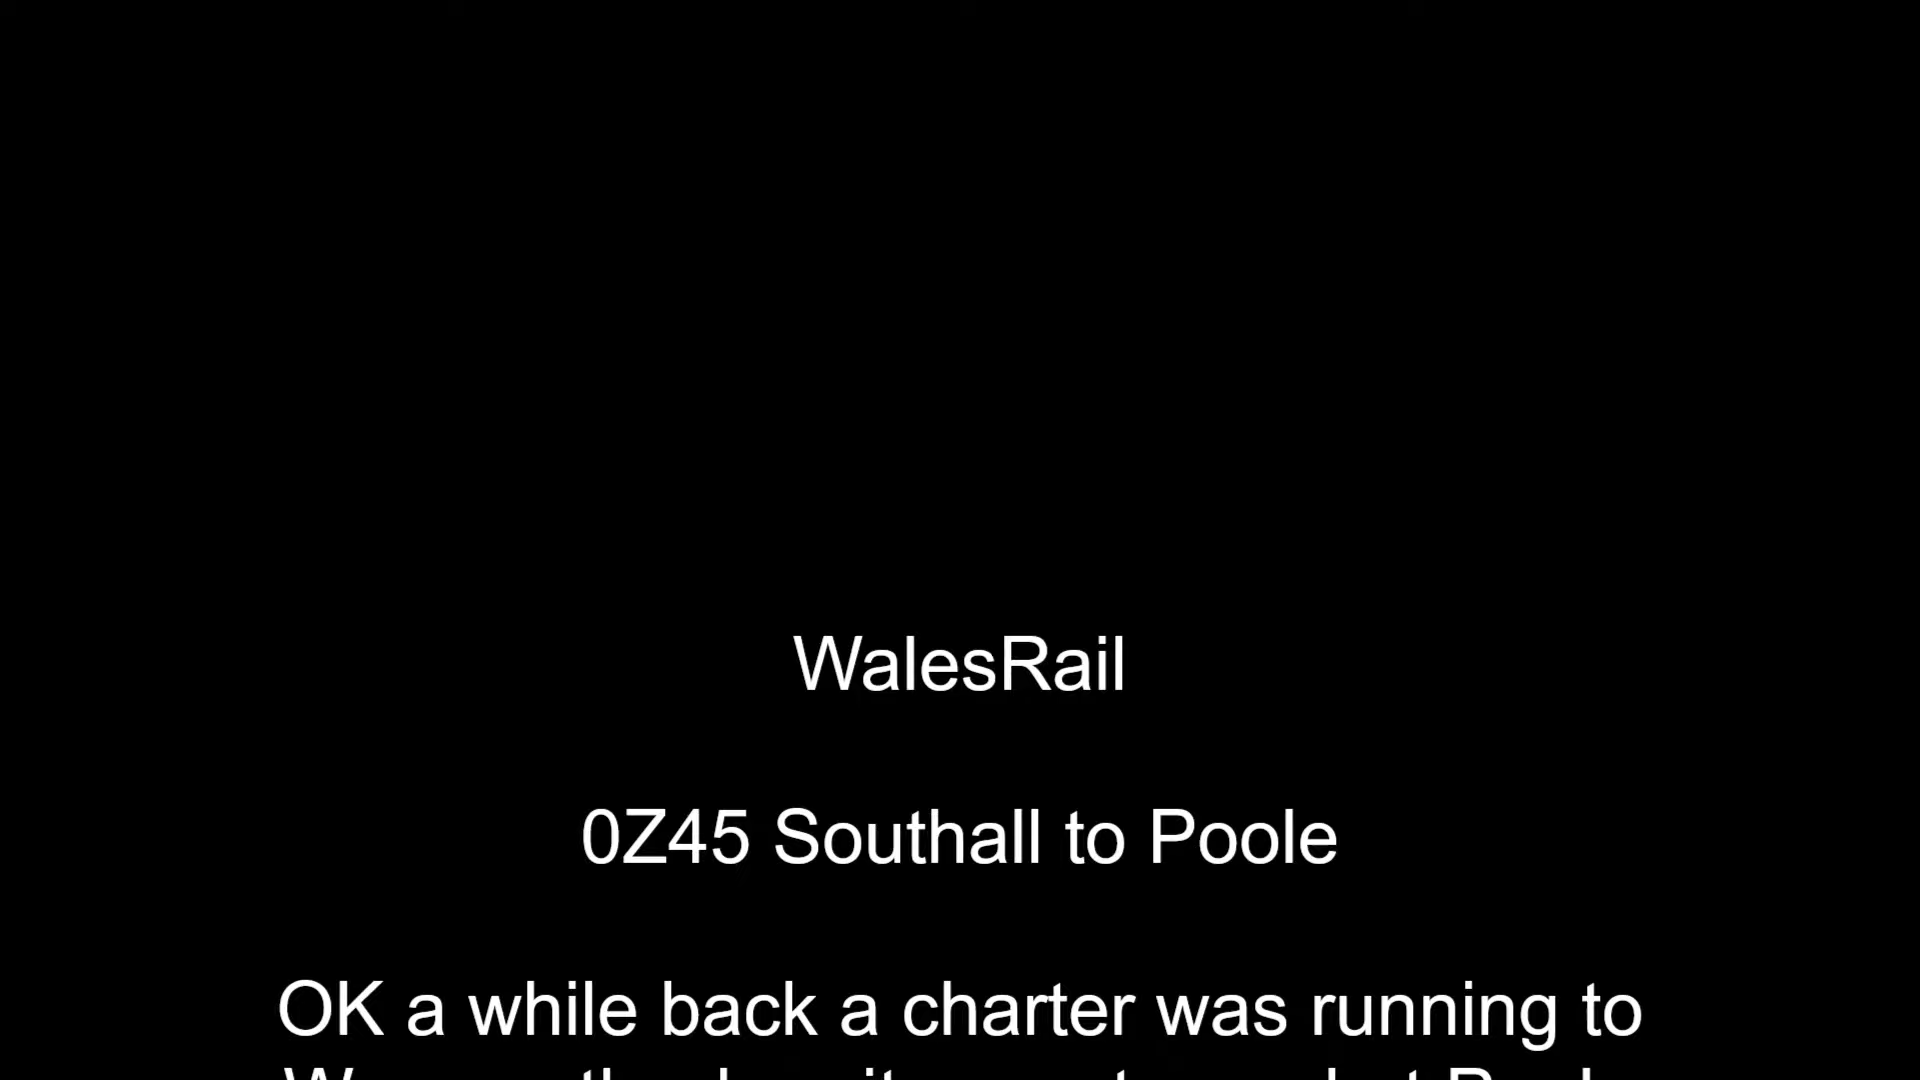 WalesRail
0Z45 Southall to Poole
OK a while back a charter was running to